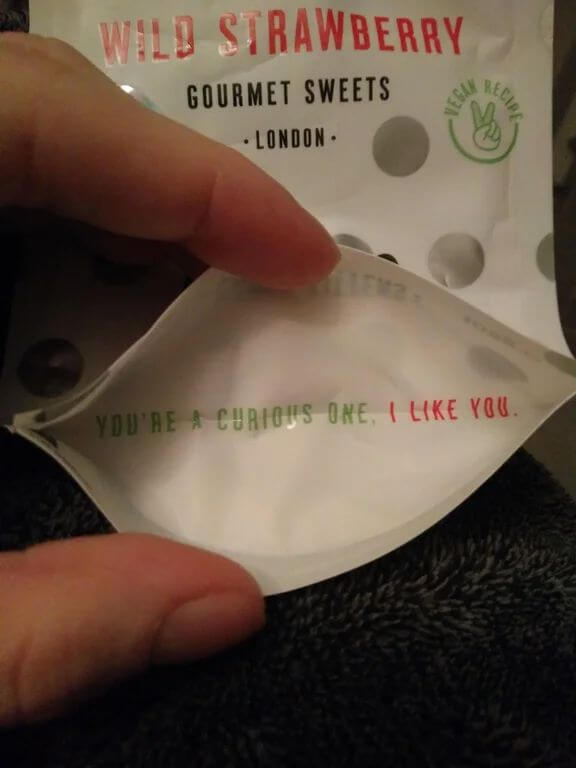 WILD STRAWBERRY
GOURMET SWEETS
· LONDON ·
VEGAN RECIPE
YOU'RE A CURIOUS ONE, I LIKE YOU.